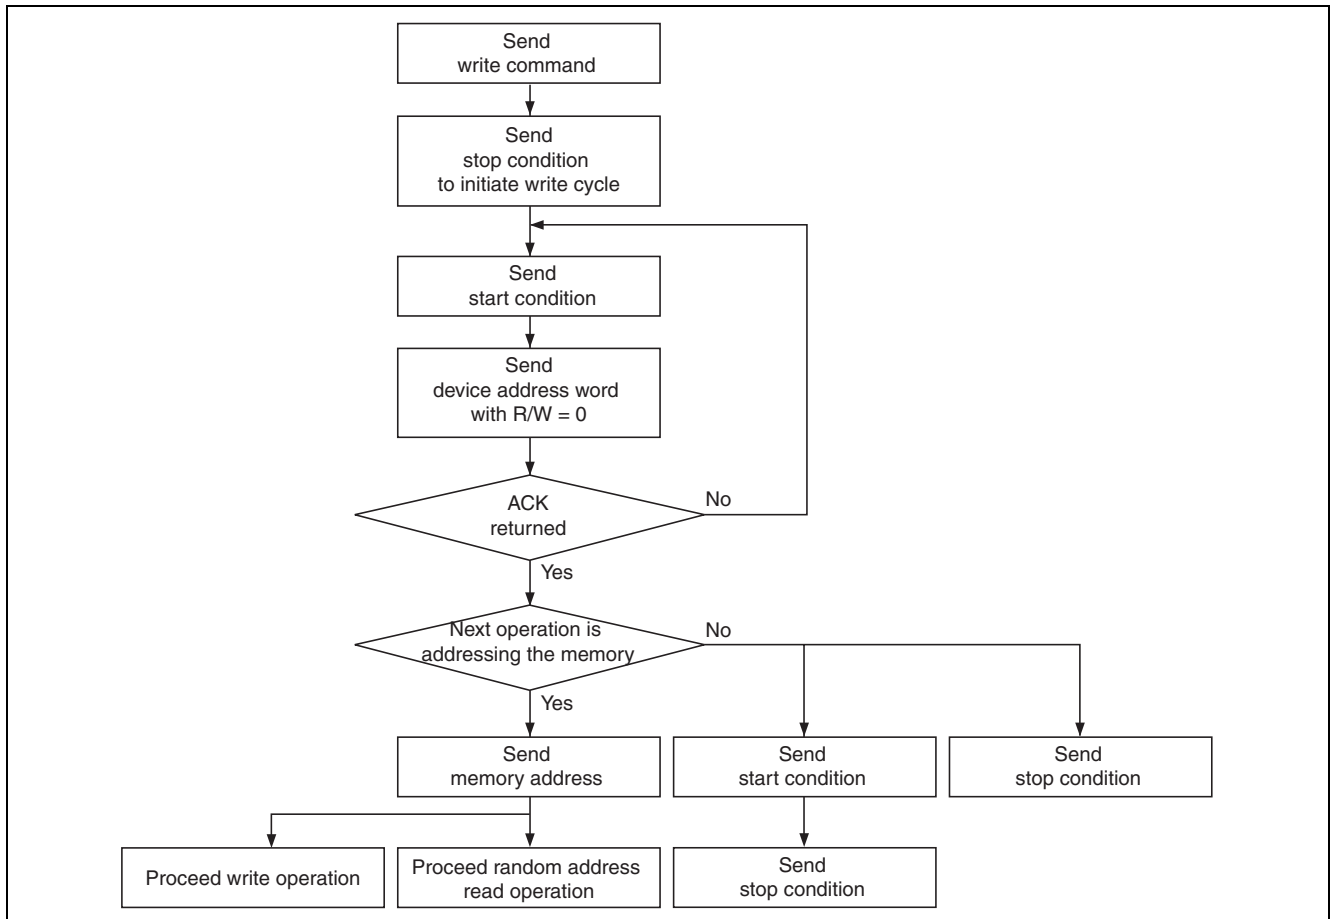 Send
write command
Send
stop condition
to initiate write cycle
Send
start condition
Send
device address word
with R/W = 0
ACK
returned
No
Yes
Next operation is
addressing the memory
No
Yes
Send
memory address
Send
start condition
Send
stop condition
Proceed write operation
Proceed random address
read operation
Send
stop condition